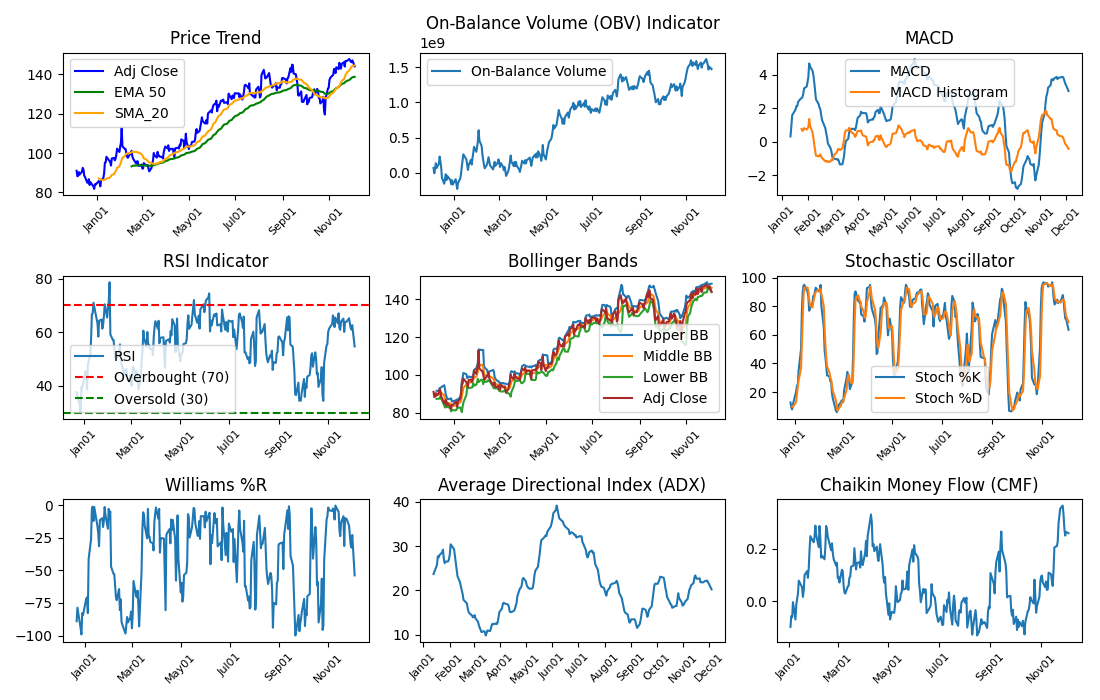 Price Trend
140
120
100
80
Adj Close
EMA 50
SMA_20
Jan01
Mar01
May01
Jul01
Sep01
Nov01
On-Balance Volume (OBV) Indicator
1e9
1.5
1.0
0.5
0.0
On-Balance Volume
Jan01
Mar01
May01
Jul01
Sep01
Nov01
MACD
4
2
0
−2
MACD
MACD Histogram
Jan01
Feb01
Mar01
Apr01
May01
Jun01
Jul01
Aug01
Sep01
Oct01
Nov01
Dec01
RSI Indicator
80
60
40
RSI
Overbought (70)
Oversold (30)
Jan01
Mar01
May01
Jul01
Sep01
Nov01
Bollinger Bands
140
120
100
80
Upper BB
Middle BB
Lower BB
Adj Close
Jan01
Mar01
May01
Jul01
Sep01
Nov01
Stochastic Oscillator
100
80
60
40
20
Stoch %K
Stoch %D
Jan01
Mar01
May01
Jul01
Sep01
Nov01
Williams %R
0
−25
−50
−75
−100
Jan01
Mar01
May01
Jul01
Sep01
Nov01
Average Directional Index (ADX)
40
30
20
10
Jan01
Feb01
Mar01
Apr01
May01
Jun01
Jul01
Aug01
Sep01
Oct01
Nov01
Dec01
Chaikin Money Flow (CMF)
0.2
0.0
Jan01
Mar01
May01
Jul01
Sep01
Nov01